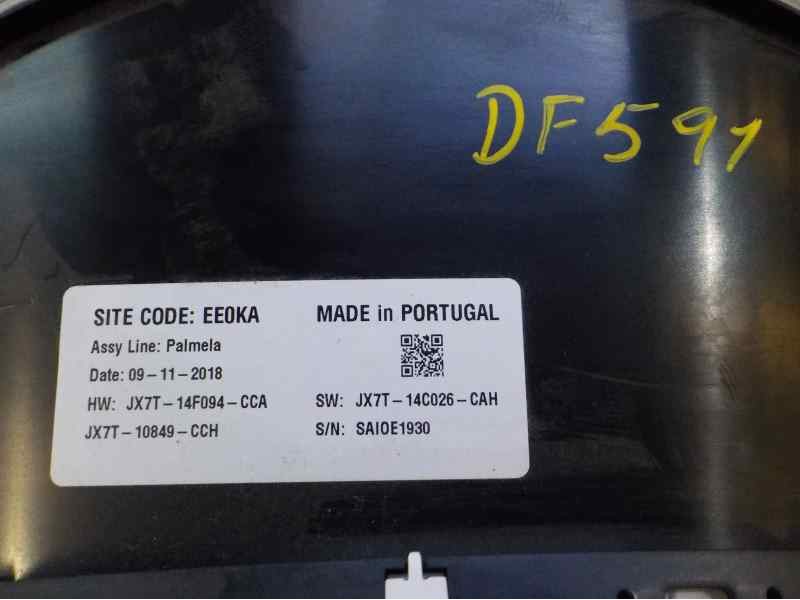 DF591
SITE CODE: EE0KA MADE in PORTUGAL
Assy Line: Palmela
Date: 09-11-2018
HW: JX7T-14F094-CCA SW: JX7T-14C026-CAH
JX7T-10849-CCH S/N: SAIOE1930